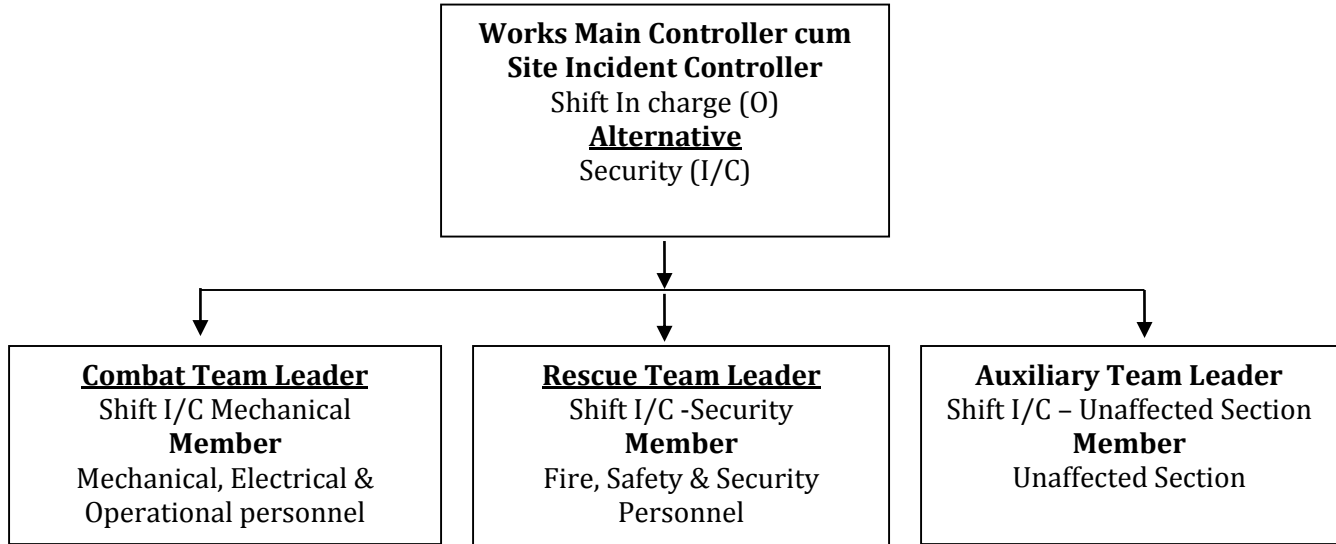 Works Main Controller cum
Site Incident Controller
Shift In charge (O)
Alternative
Security (I/C)
Combat Team Leader
Shift I/C Mechanical
Member
Mechanical, Electrical &
Operational personnel
Rescue Team Leader
Shift I/C -Security
Member
Fire, Safety & Security
Personnel
Auxiliary Team Leader
Shift I/C – Unaffected Section
Member
Unaffected Section